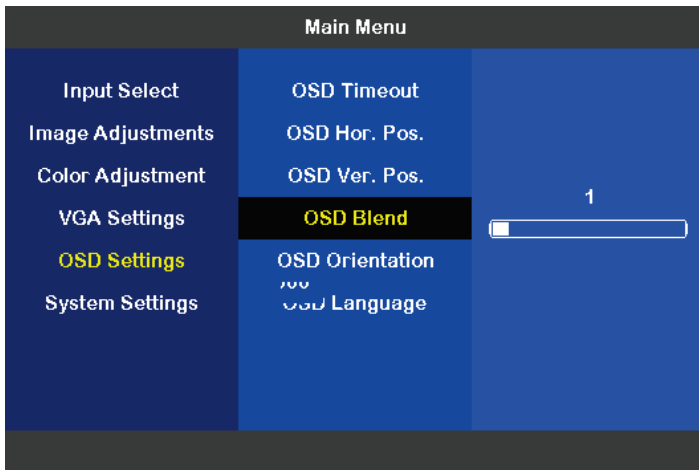 Main Menu
Input Select
Image Adjustments
Color Adjustment
VGA Settings
OSD Settings
System Settings
OSD Timeout
OSD Hor. Pos.
OSD Ver. Pos.
OSD Blend
OSD Orientation
OSD Language
1